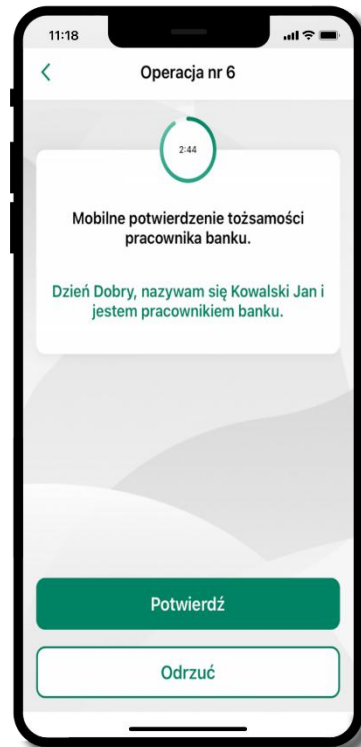 11:18
Operacja nr 6
2:44
Mobilne potwierdzenie tożsamości
pracownika banku.
Dzień Dobry, nazywam się Kowalski Jan i
jestem pracownikiem banku.
Potwierdź
Odrzuć